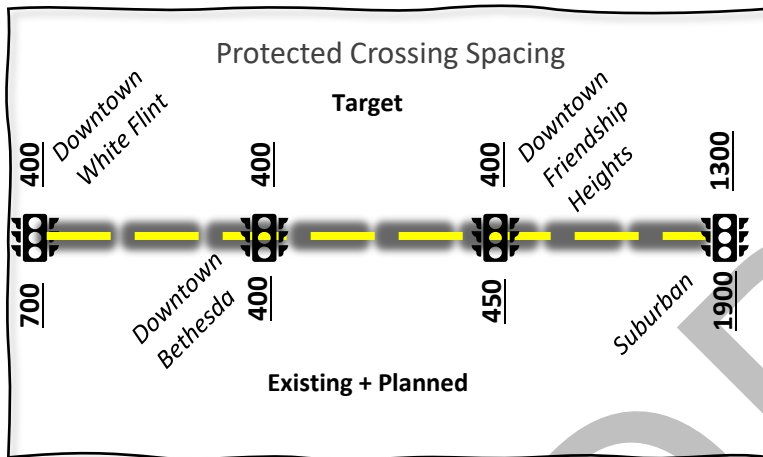 Protected Crossing Spacing
Target
400
Downtown
White Flint
400
400
Downtown
Friendship
Heights
1300
700
Downtown
Bethesda
400
450
Suburban
1900
Existing + Planned